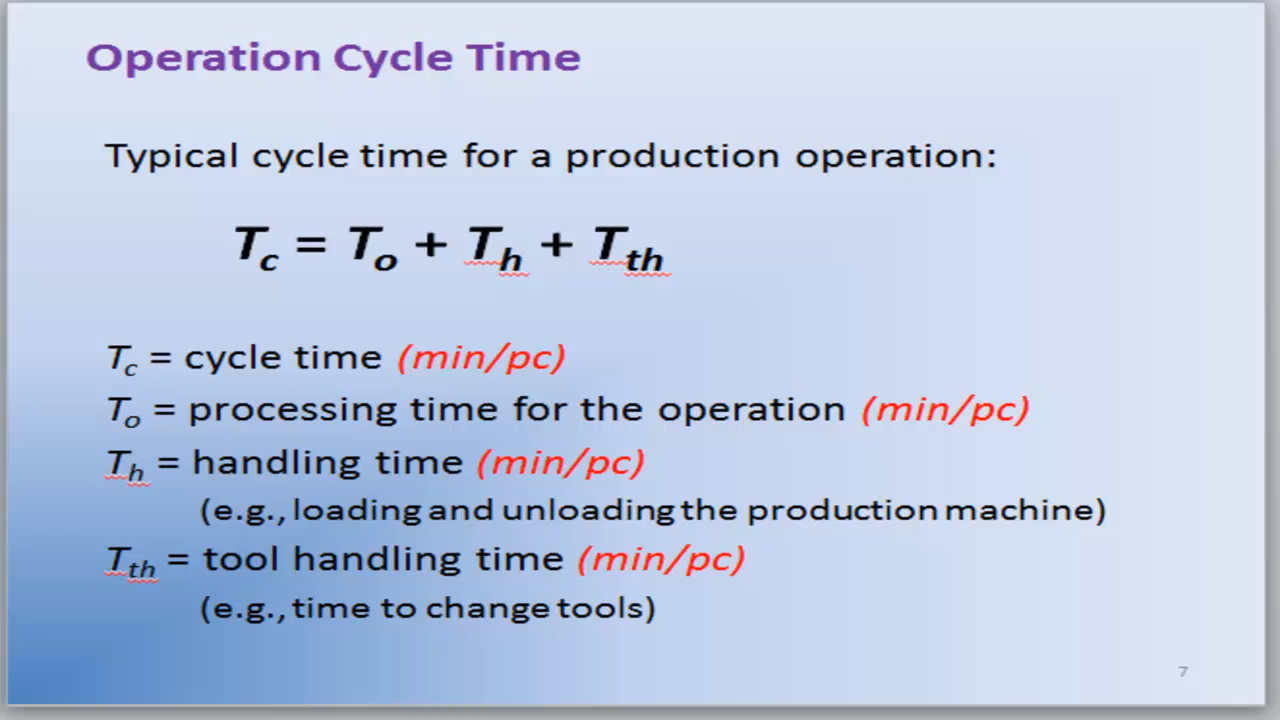 Operation Cycle Time
Typical cycle time for a production operation:
Tc = To + Th + Tth
Tc = cycle time (min/pc)
To = processing time for the operation (min/pc)
Th = handling time (min/pc)
(e.g., loading and unloading the production machine)
Tth = tool handling time (min/pc)
(e.g., time to change tools)
7